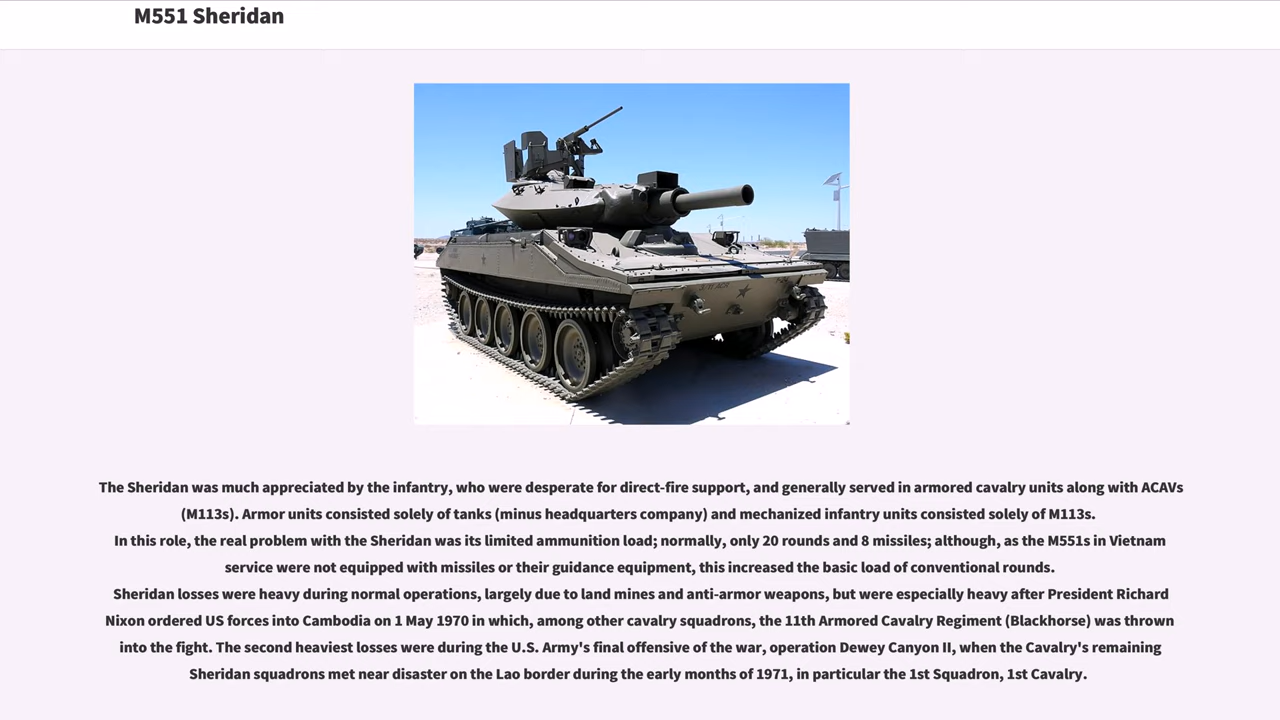 M551 Sheridan
The Sheridan was much appreciated by the infantry, who were desperate for direct-fire support, and generally served in armored cavalry units along with ACAVs
(M113s). Armor units consisted solely of tanks (minus headquarters company) and mechanized infantry units consisted solely of M113s.
In this role, the real problem with the Sheridan was its limited ammunition load; normally, only 20 rounds and 8 missiles; although, as the M551s in Vietnam
service were not equipped with missiles or their guidance equipment, this increased the basic load of conventional rounds.
Sheridan losses were heavy during normal operations, largely due to land mines and anti-armor weapons, but were especially heavy after President Richard
Nixon ordered US forces into Cambodia on 1 May 1970 in which, among other cavalry squadrons, the 11th Armored Cavalry Regiment (Blackhorse) was thrown
into the fight. The second heaviest losses were during the U.S. Army's final offensive of the war, operation Dewey Canyon II, when the Cavalry's remaining
Sheridan squadrons met near disaster on the Lao border during the early months of 1971, in particular the 1st Squadron, 1st Cavalry.